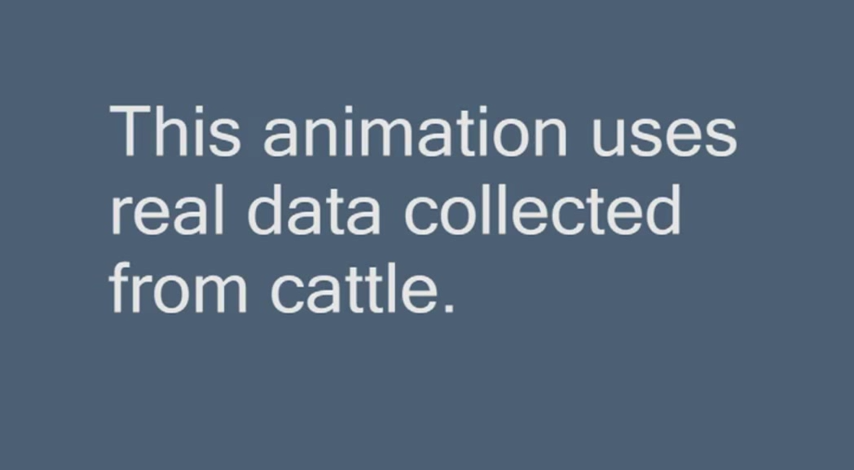 This animation uses
real data collected
from cattle.